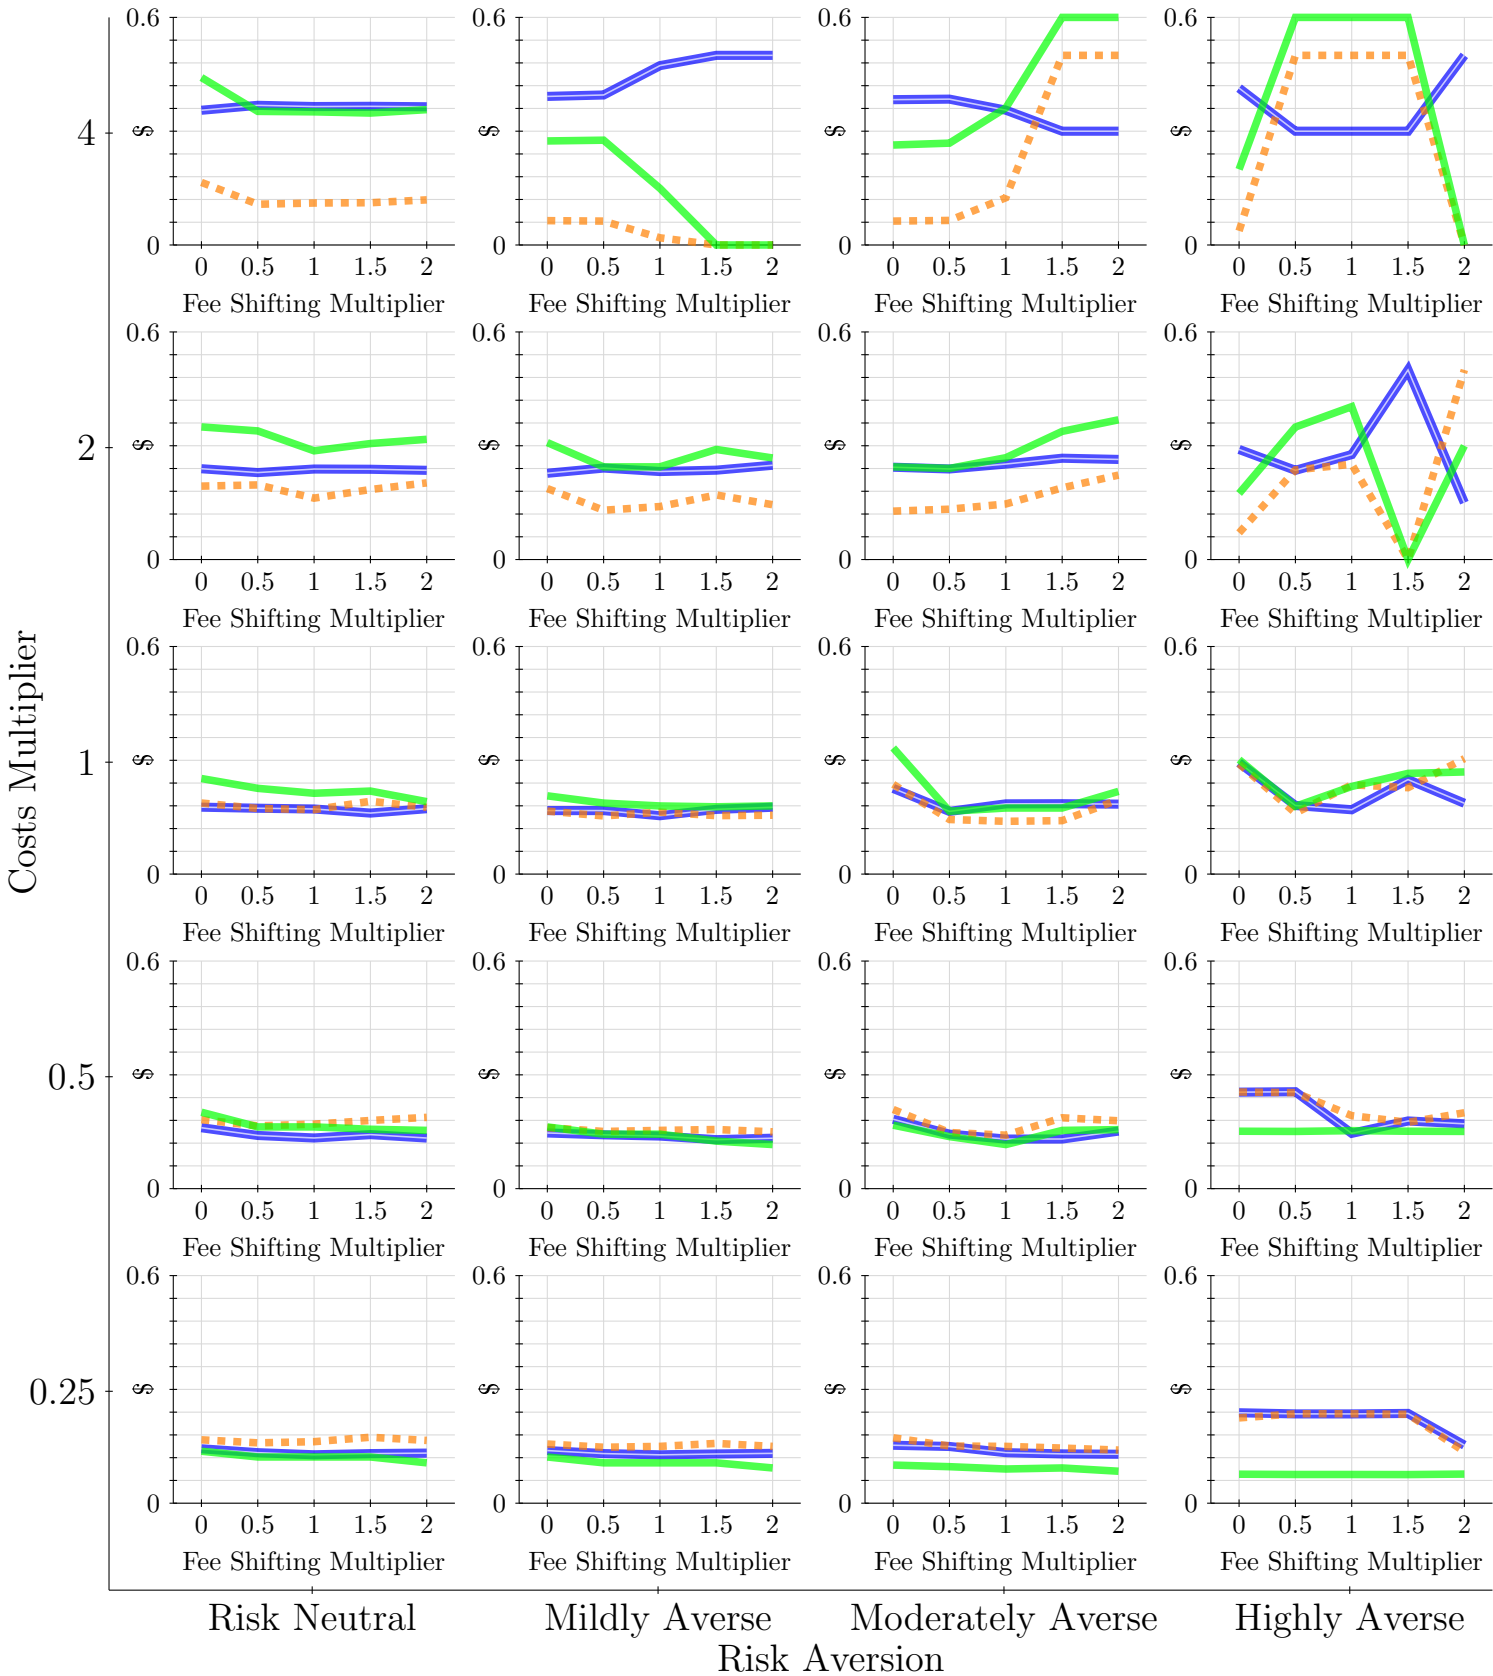 0.6 0.6 0.6 0.6
4 $ $ $ $
0 0 0 0
0 0.5 1 1.5 2 0 0.5 1 1.5 2 0 0.5 1 1.5 2 0 0.5 1 1.5 2
Fee Shifting Multiplier Fee Shifting Multiplier Fee Shifting Multiplier Fee Shifting Multiplier
0.6 0.6 0.6 0.6
2 $ $ $ $
0 0 0 0
0 0.5 1 1.5 2 0 0.5 1 1.5 2 0 0.5 1 1.5 2 0 0.5 1 1.5 2
Fee Shifting Multiplier Fee Shifting Multiplier Fee Shifting Multiplier Fee Shifting Multiplier
Costs Multiplier
0.6 0.6 0.6 0.6
1 $ $ $ $
0 0 0 0
0 0.5 1 1.5 2 0 0.5 1 1.5 2 0 0.5 1 1.5 2 0 0.5 1 1.5 2
Fee Shifting Multiplier Fee Shifting Multiplier Fee Shifting Multiplier Fee Shifting Multiplier
0.6 0.6 0.6 0.6
0.5 $ $ $ $
0 0 0 0
0 0.5 1 1.5 2 0 0.5 1 1.5 2 0 0.5 1 1.5 2 0 0.5 1 1.5 2
Fee Shifting Multiplier Fee Shifting Multiplier Fee Shifting Multiplier Fee Shifting Multiplier
0.6 0.6 0.6 0.6
0.25 $ $ $ $
0 0 0 0
0 0.5 1 1.5 2 0 0.5 1 1.5 2 0 0.5 1 1.5 2 0 0.5 1 1.5 2
Fee Shifting Multiplier Fee Shifting Multiplier Fee Shifting Multiplier Fee Shifting Multiplier
Risk Neutral Mildly Averse Moderately Averse Highly Averse
Risk Aversion